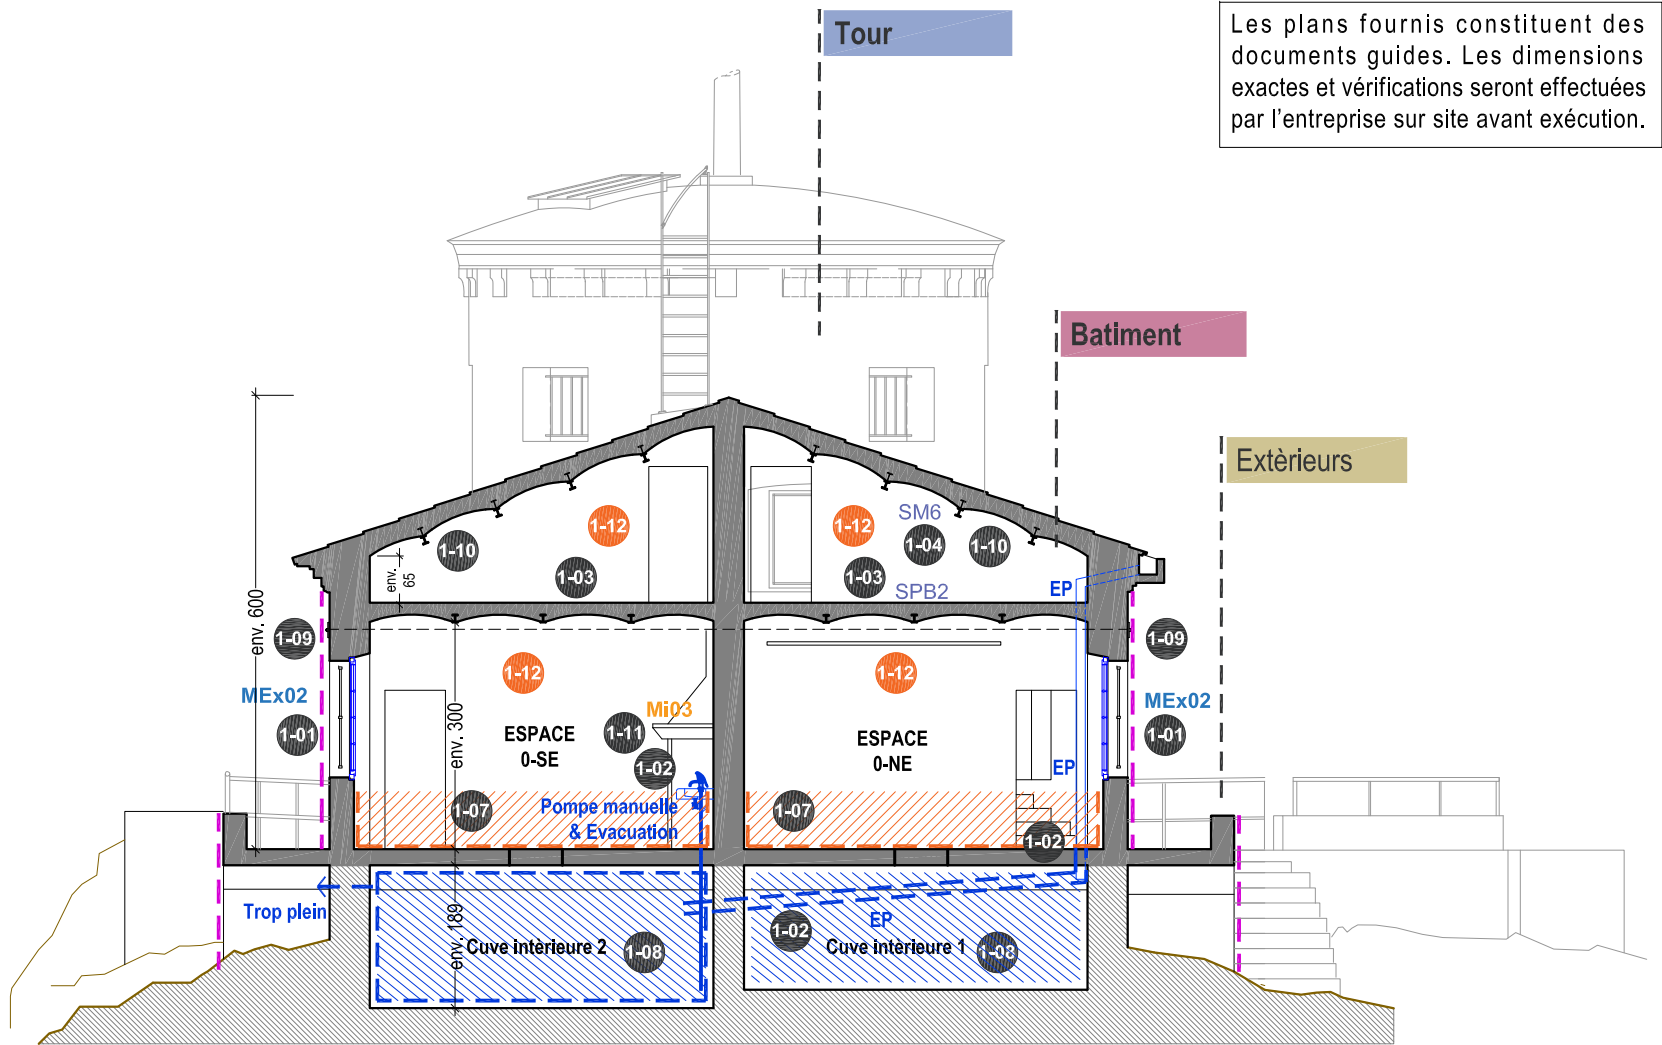 Tour
Les plans fournis constituent des
documents guides. Les dimensions
exactes et vérifications seront effectuées
par l'entreprise sur site avant exécution.
Batiment
Extèrieurs
1-12
1-12
SM6
1-10
1-04
1-10
env.
65
1-03
1-03
SPB2
EP
env. 600
1-09
1-09
1-12
1-12
MEx02
Mi03
MEx02
env. 300
ESPACE
0-SE
1-11
ESPACE
0-NE
1-01
1-01
1-02
EP
1-07
Pompe manuelle
& Evacuation
1-07
1-02
Trop plein
env. 189
EP
1-02
Cuve intèrieure 2
1-08
Cuve intèrieure 1
1-08